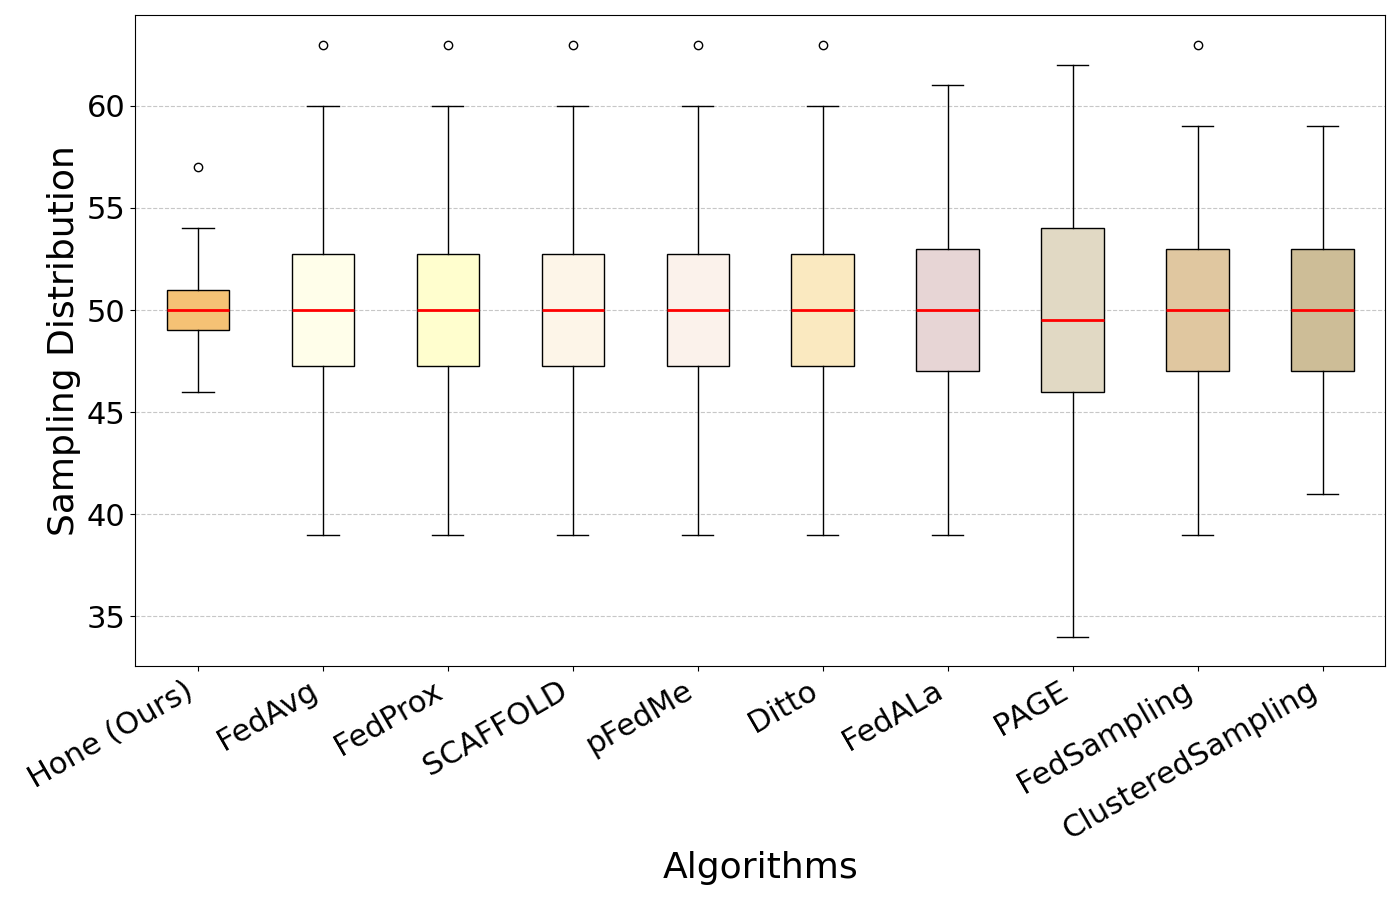 Sampling Distribution
60
55
50
45
40
35
Hone (Ours)
FedAvg
FedProx
SCAFFOLD
pFedMe
Ditto
FedALa
PAGE
FedSampling
ClusteredSampling
Algorithms